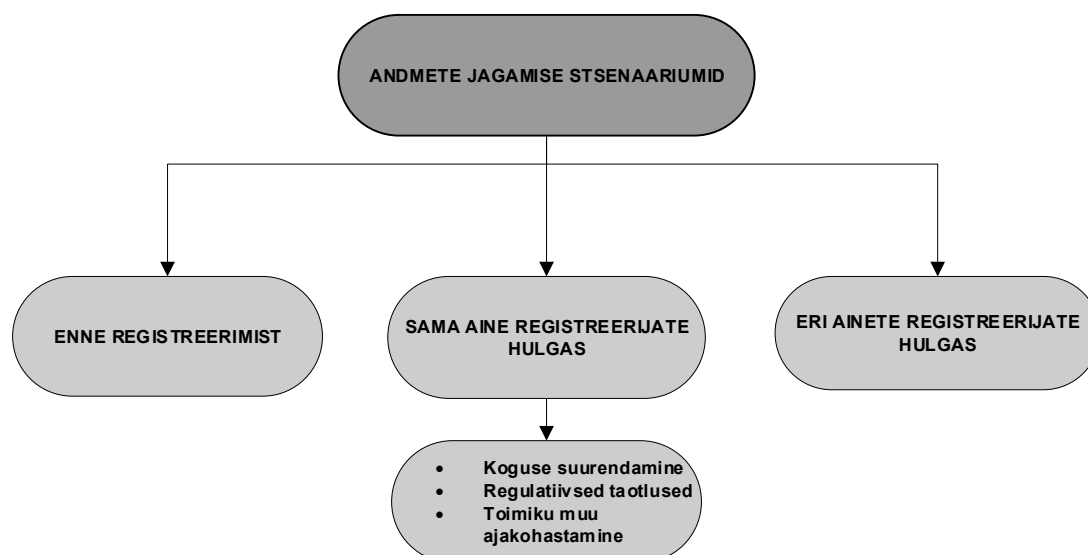 ANDMETE JAGAMISE STSENAARIUMID
ENNE REGISTREERIMIST
SAMA AINE REGISTREERIJATE
HULGAS
ERI AINETE REGISTREERIJATE
HULGAS
• Koguse suurendamine
• Regulatiivsed taotlused
• Toimiku muu
ajakohastamine